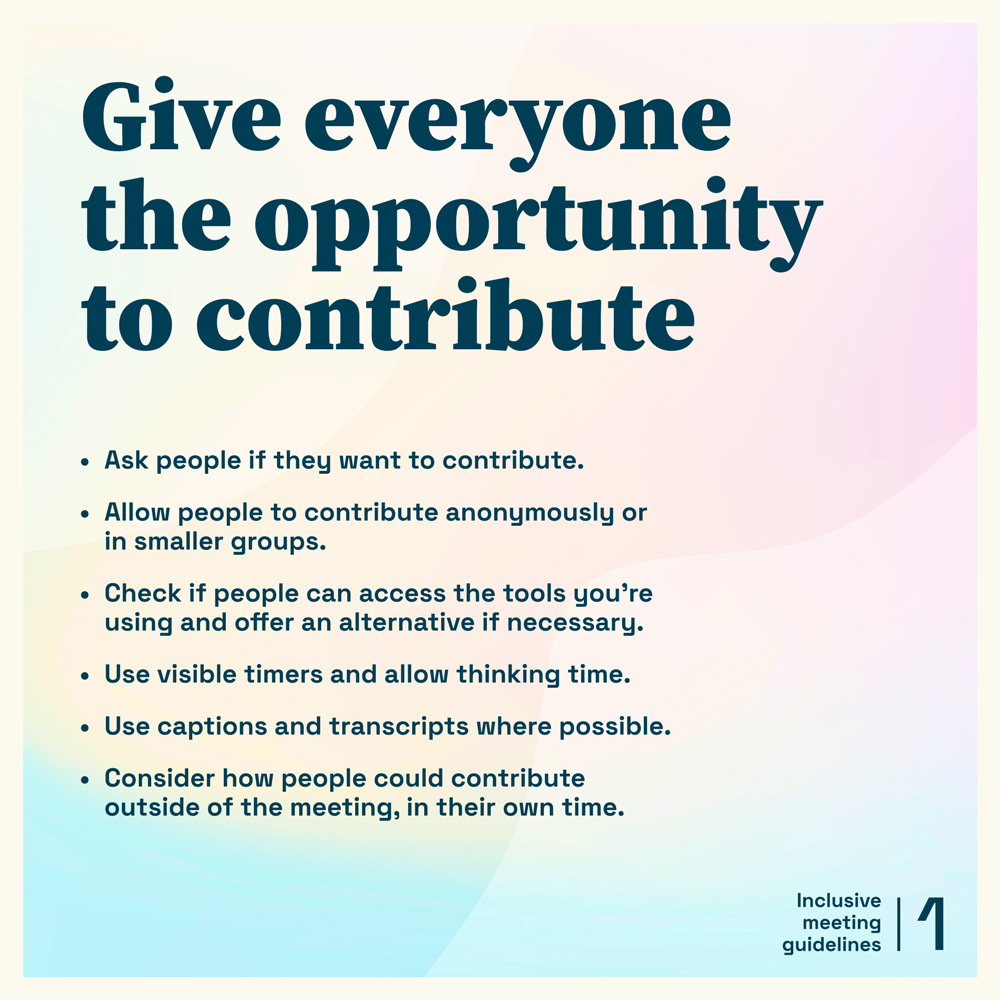 Give everyone
the opportunity
to contribute
• Ask people if they want to contribute.
• Allow people to contribute anonymously or
in smaller groups.
• Check if people can access the tools you’re
using and offer an alternative if necessary.
• Use visible timers and allow thinking time.
• Use captions and transcripts where possible.
• Consider how people could contribute
outside of the meeting, in their own time.
Inclusive
meeting
guidelines
1